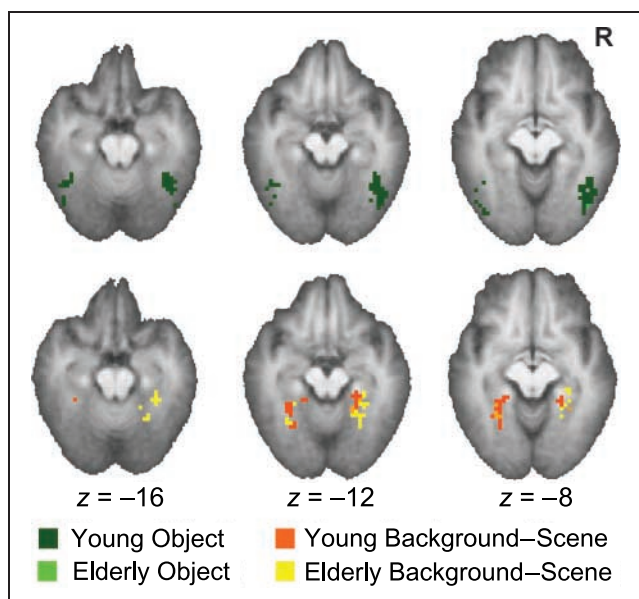 R
z = –16 z = –12 z = –8
Young Object Young Background–Scene
Elderly Object Elderly Background–Scene